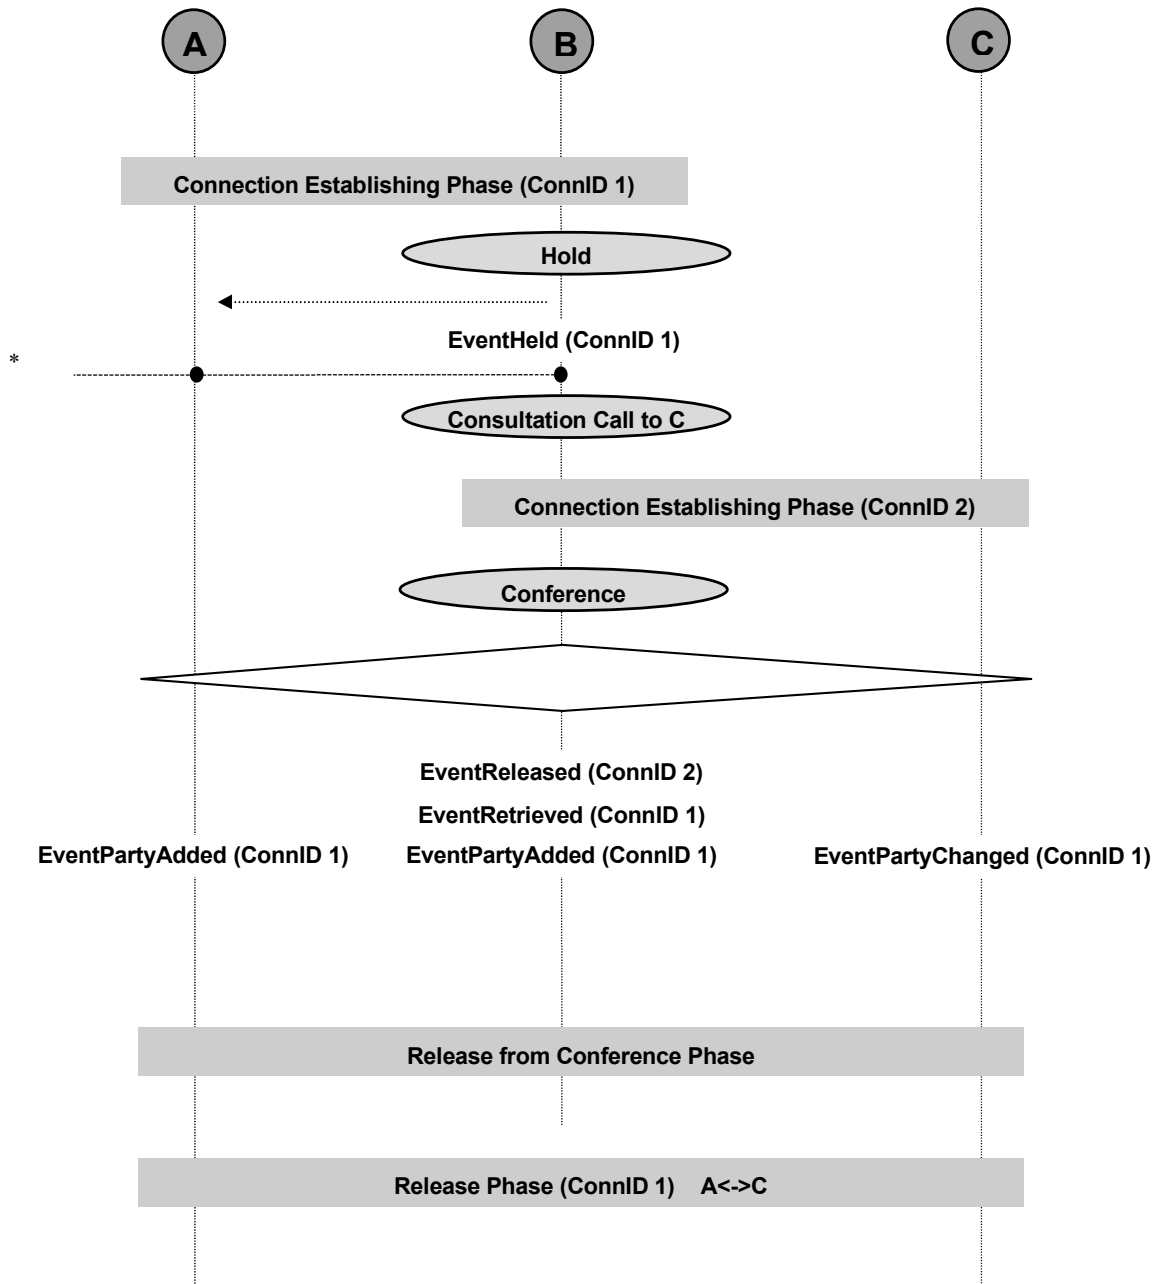 A
B
C
Connection Establishing Phase (ConnID 1)
Hold
EventHeld (ConnID 1)
*
Consultation Call to C
Connection Establishing Phase (ConnID 2)
Conference
EventReleased (ConnID 2)
EventRetrieved (ConnID 1)
EventPartyAdded (ConnID 1)
EventPartyAdded (ConnID 1)
EventPartyChanged (ConnID 1)
Release from Conference Phase
Release Phase (ConnID 1) A<->C